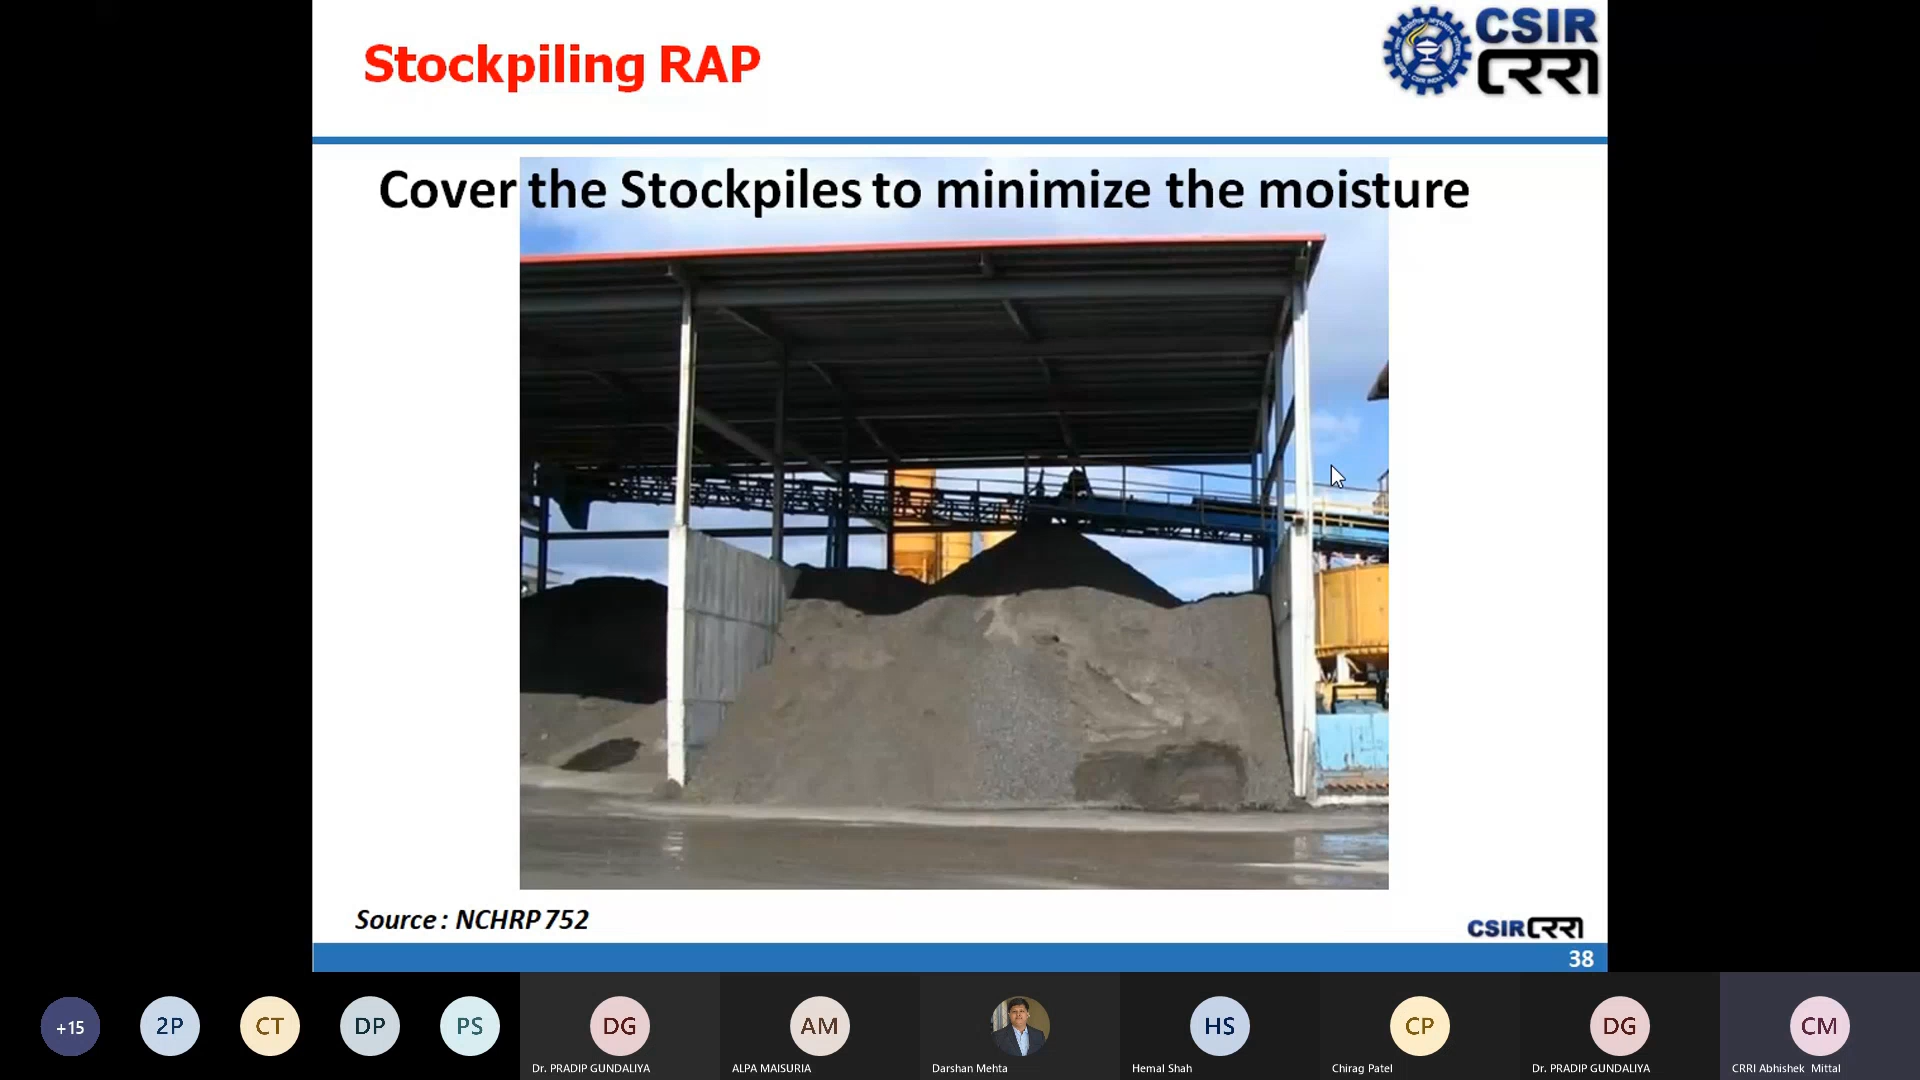 Stockpiling RAP
CSIR
CRRI
Cover the Stockpiles to minimize the moisture
Source : NCHRP 752
CSIR CRRI
38
+15
2P
CT
DP
PS
DG
AM
HS
CP
DG
CM
Dr. PRADIP GUNDALIYA
ALPA MAISURIA
Darshan Mehta
Hemal Shah
Chirag Patel
Dr. PRADIP GUNDALIYA
CRRI Abhishek Mittal